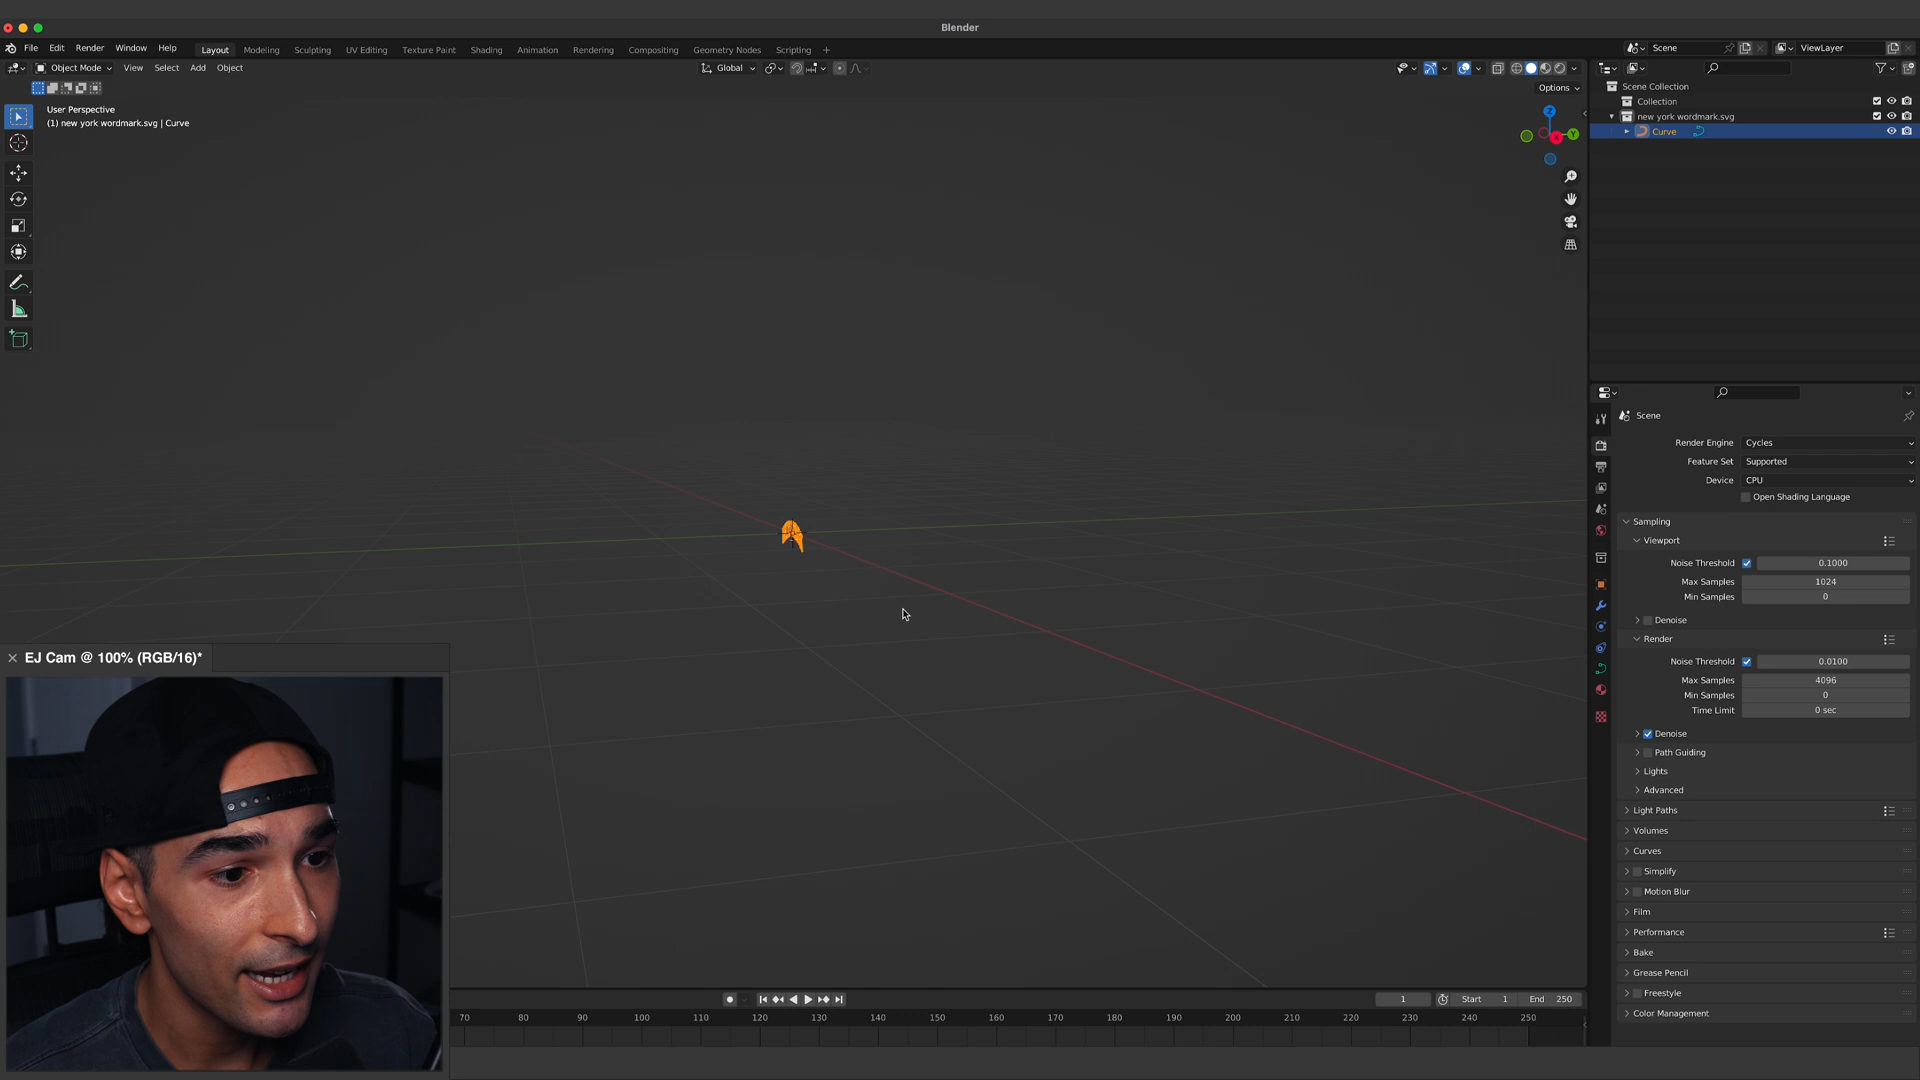 Blender
File Edit Render Window Help
Layout Modeling Sculpting UV Editing Texture Paint Shading Animation Rendering Compositing Geometry Nodes Scripting +
Scene
ViewLayer
Object Mode View Select Add Object
Global
Options
User Perspective
(1) new york wordmark.svg | Curve
Z
Y
X
Scene Collection
Collection
new york wordmark.svg
Curve
Scene
Render Engine Cycles
Feature Set Supported
Device CPU
Open Shading Language
Sampling
Viewport
Noise Threshold 0.1000
Max Samples 1024
Min Samples 0
Denoise
Render
Noise Threshold 0.0100
Max Samples 4096
Min Samples 0
Time Limit 0 sec
Denoise
Path Guiding
Lights
Advanced
Light Paths
Volumes
Curves
Simplify
Motion Blur
Film
Performance
Bake
Grease Pencil
Freestyle
Color Management
EJ Cam @ 100% (RGB/16)*
1 Start 1 End 250
70 80 90 100 110 120 130 140 150 160 170 180 190 200 210 220 230 240 250